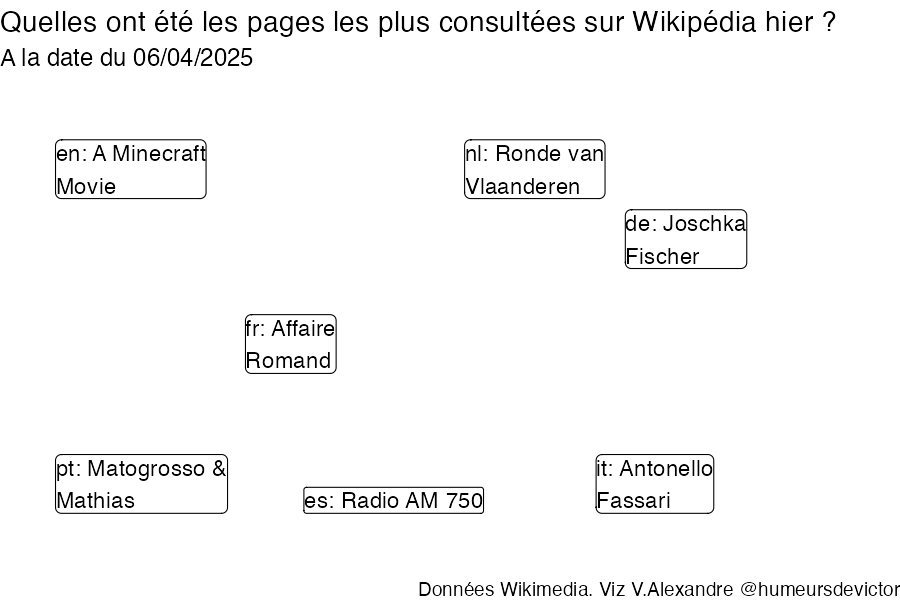 Quelles ont été les pages les plus consultées sur Wikipédia hier ?
A la date du 06/04/2025
en: A Minecraft
Movie
nl: Ronde van
Vlaanderen
de: Joschka
Fischer
fr: Affaire
Romand
pt: Matogrosso &
Mathias
es: Radio AM 750
it: Antonello
Fassari
Données Wikimedia. Viz V.Alexandre @humeursdevictor